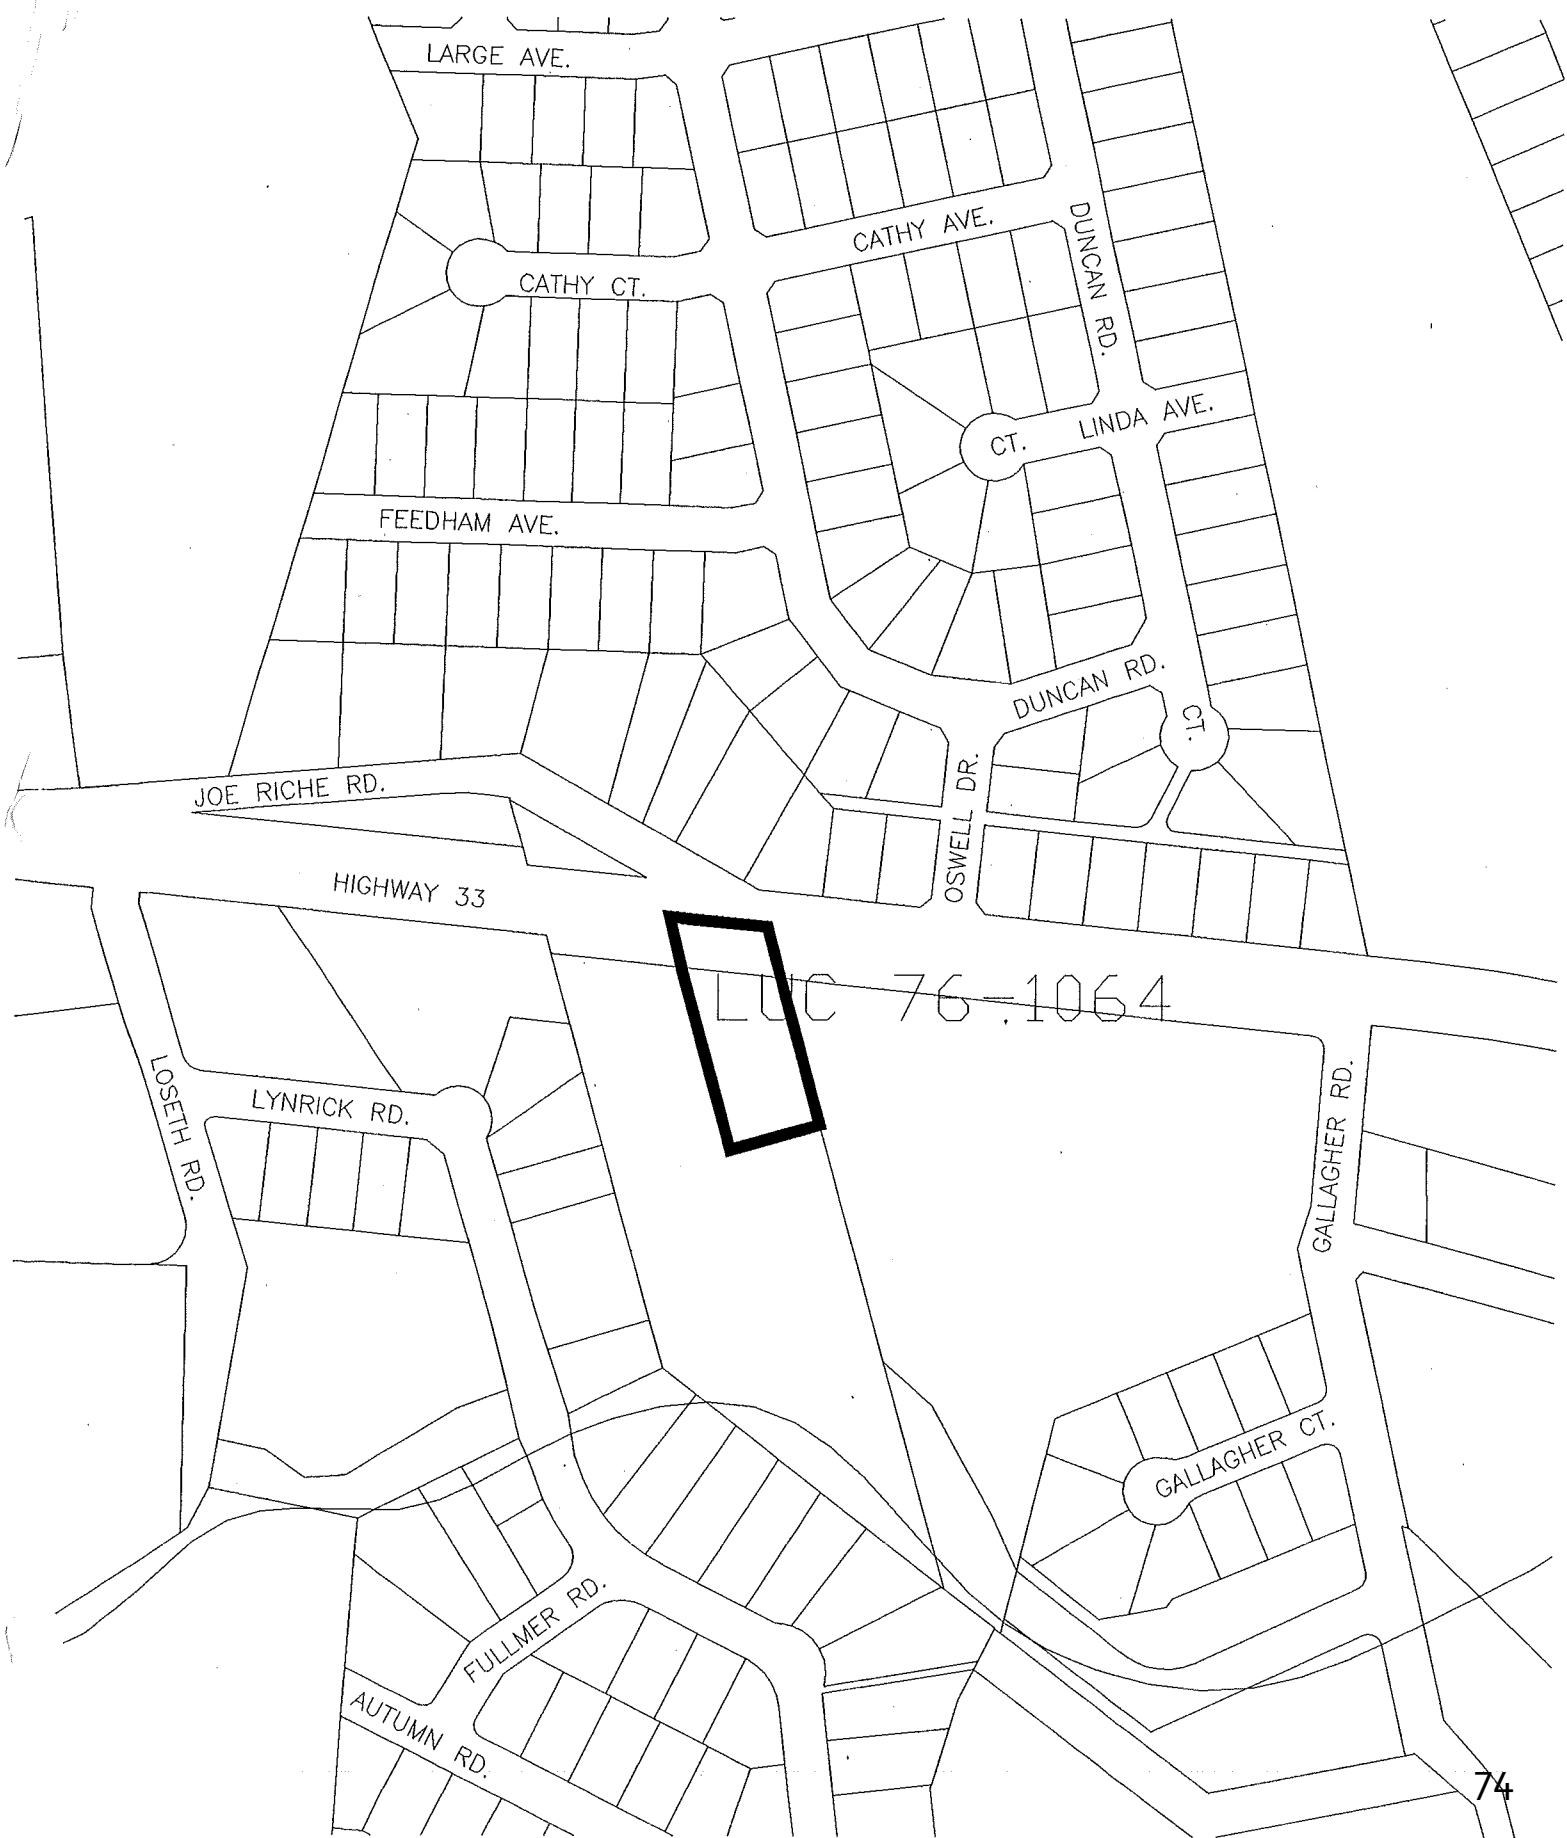 LARGE AVE.
CATHY AVE.
DUNCAN RD.
CATHY CT.
LINDA AVE.
CT.
FEEDHAM AVE.
DUNCAN RD.
CT.
JOE RICHE RD.
OSWELL DR.
HIGHWAY 33
LUC 76-1064
LOSETH RD.
LYNRICK RD.
GALLAGHER RD.
GALLAGHER CT.
FULLMER RD.
AUTUMN RD.
74